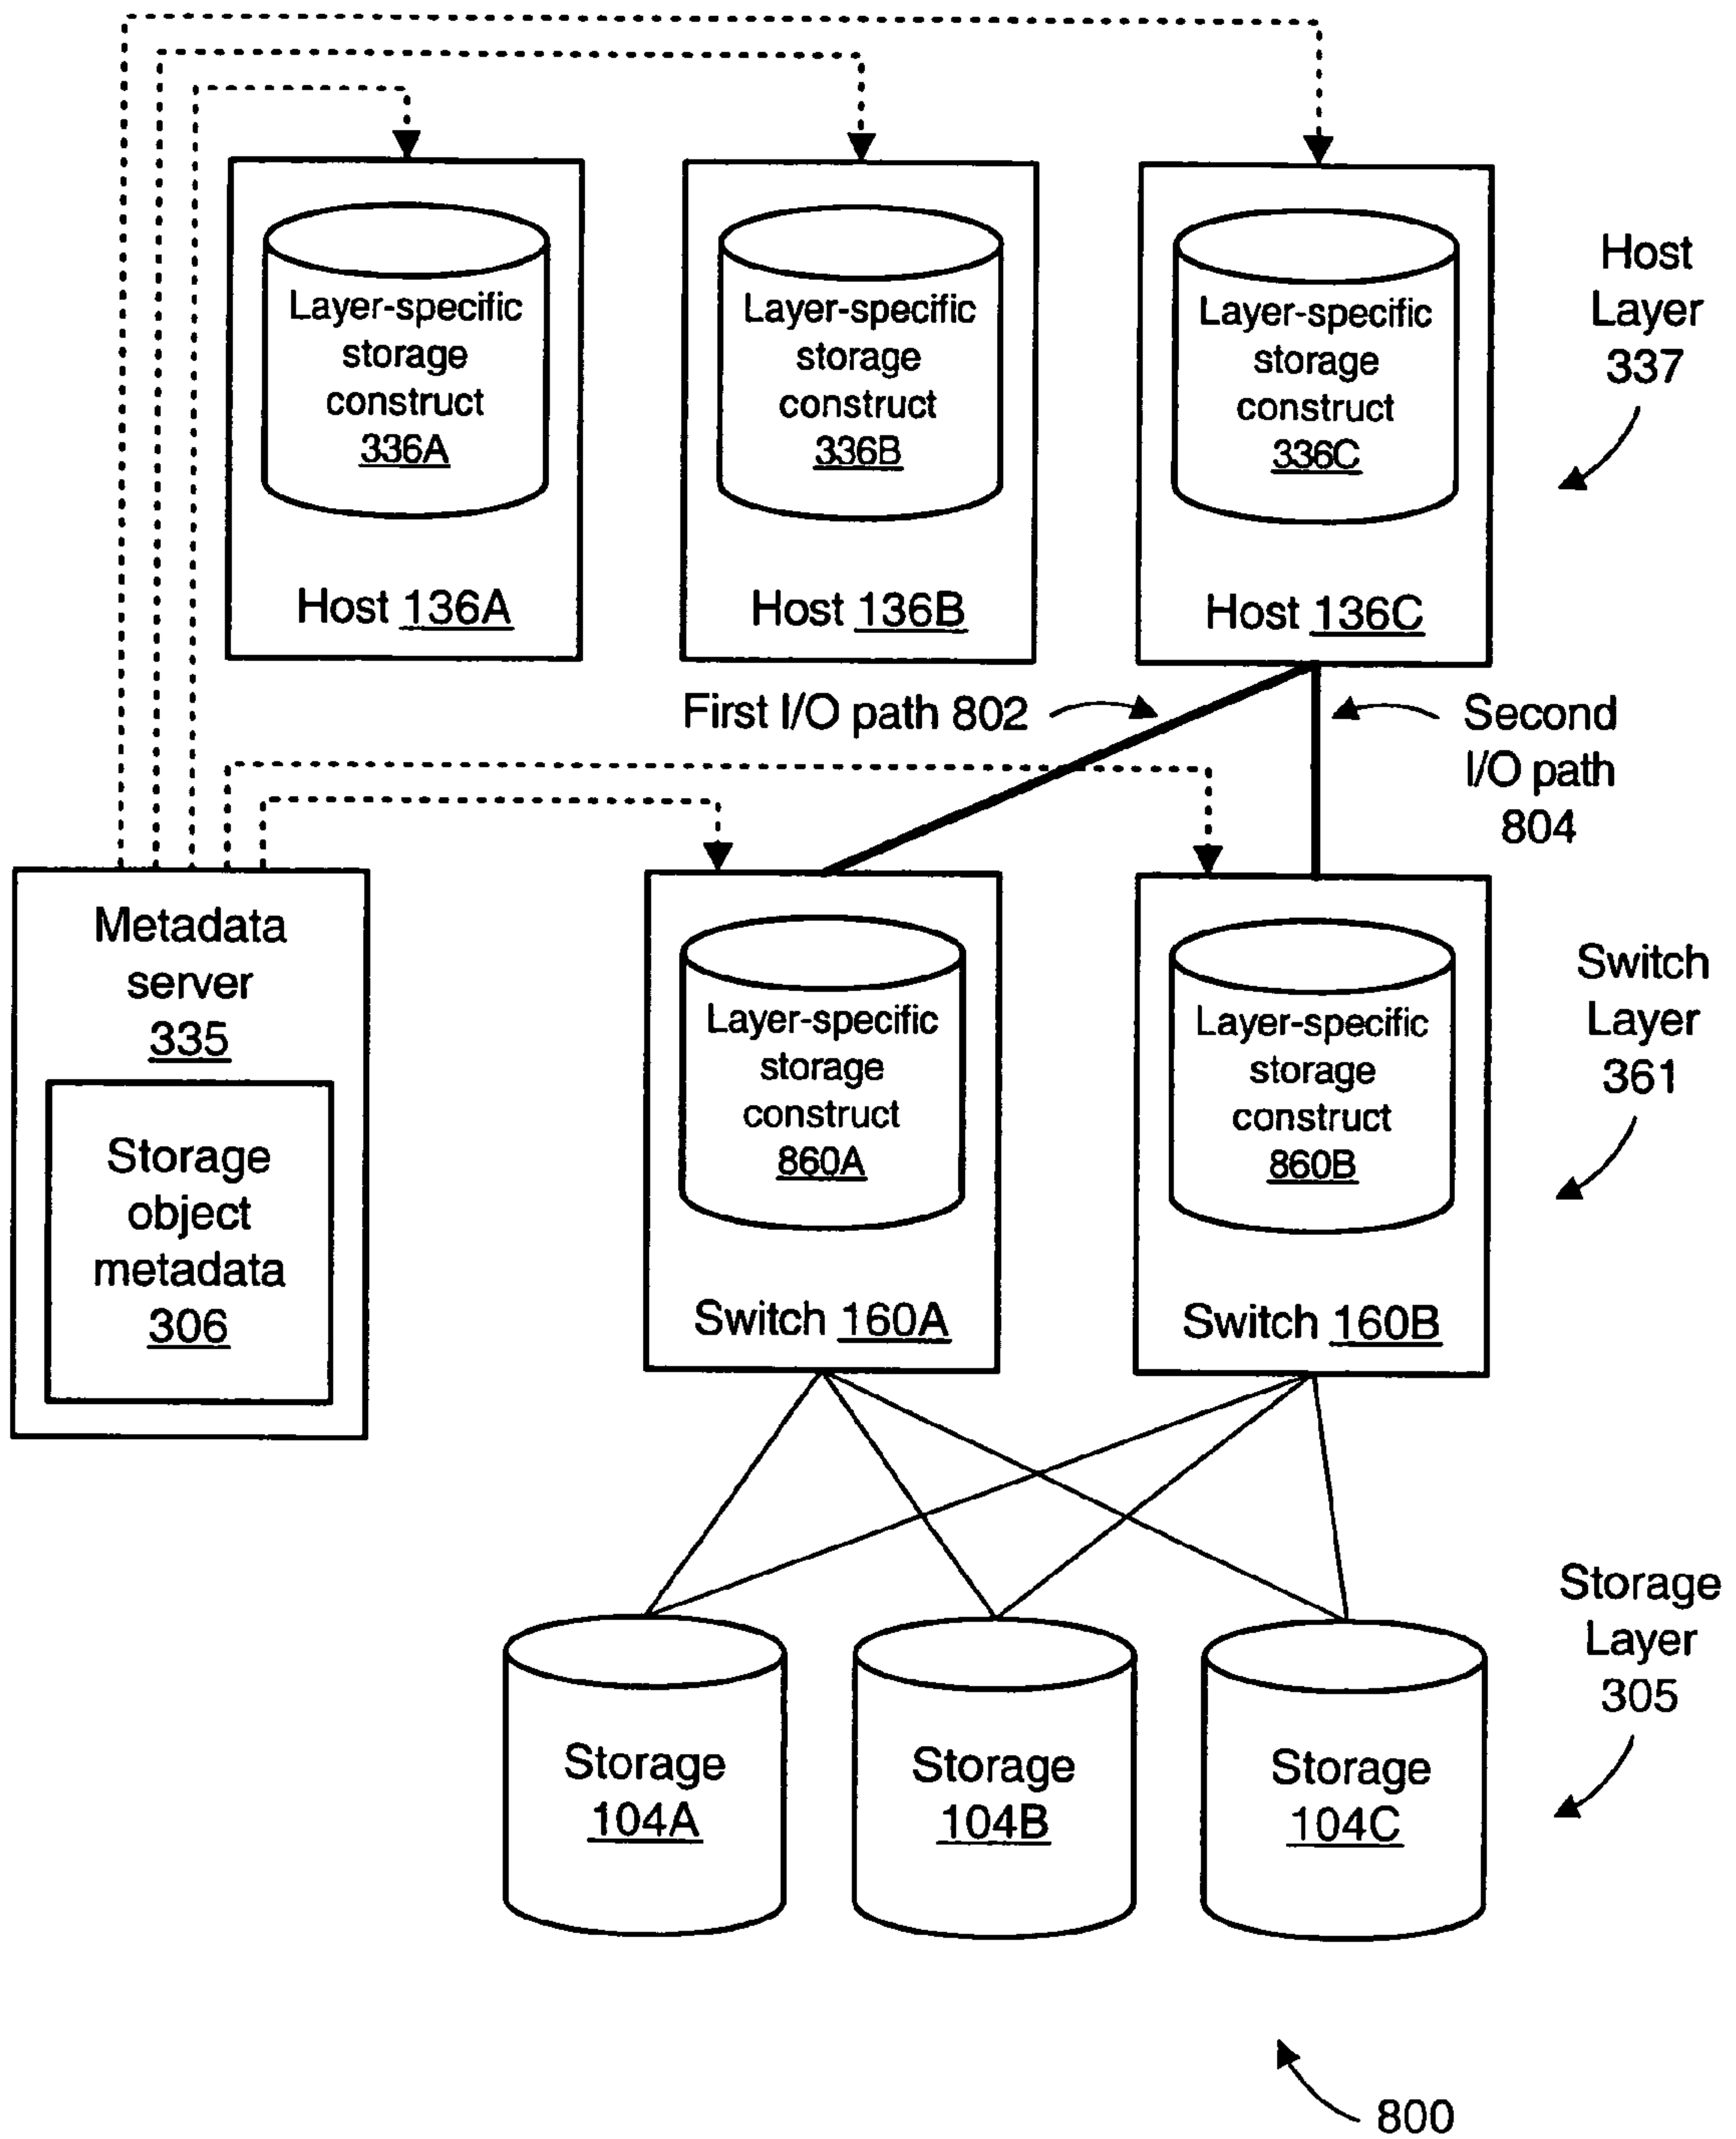 Layer-specific
storage
construct
336A
Host 136A
Layer-specific
storage
construct
336B
Host 136B
Layer-specific
storage
construct
336C
Host 136C
Host
Layer
337
First I/O path 802
Second
I/O path
804
Metadata
server
335
Storage
object
metadata
306
Layer-specific
storage
construct
860A
Switch 160A
Layer-specific
storage
construct
860B
Switch 160B
Switch
Layer
361
Storage
104A
Storage
104B
Storage
104C
Storage
Layer
305
800